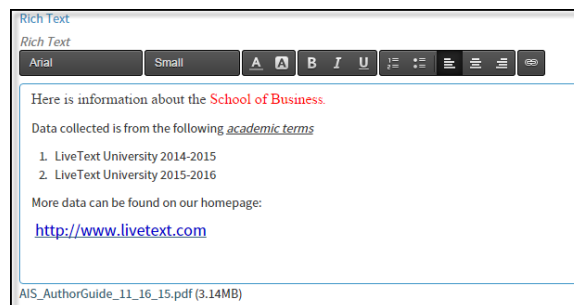 Rich Text
Rich Text
Arial Small A A B I U
Here is information about the School of Business.
Data collected is from the following academic terms
1. LiveText University 2014-2015
2. LiveText University 2015-2016
More data can be found on our homepage:
http://www.livetext.com
AIS_AuthorGuide_11_16_15.pdf (3.14MB)